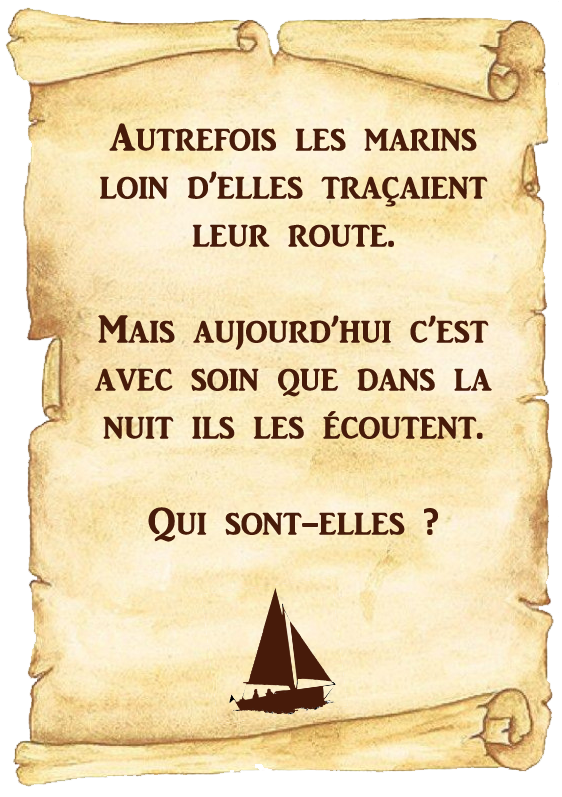 Autrefois les marins
loin d'elles traçaient
leur route.
Mais aujourd'hui c'est
avec soin que dans la
nuit ils les écoutent.
Qui sont-elles ?